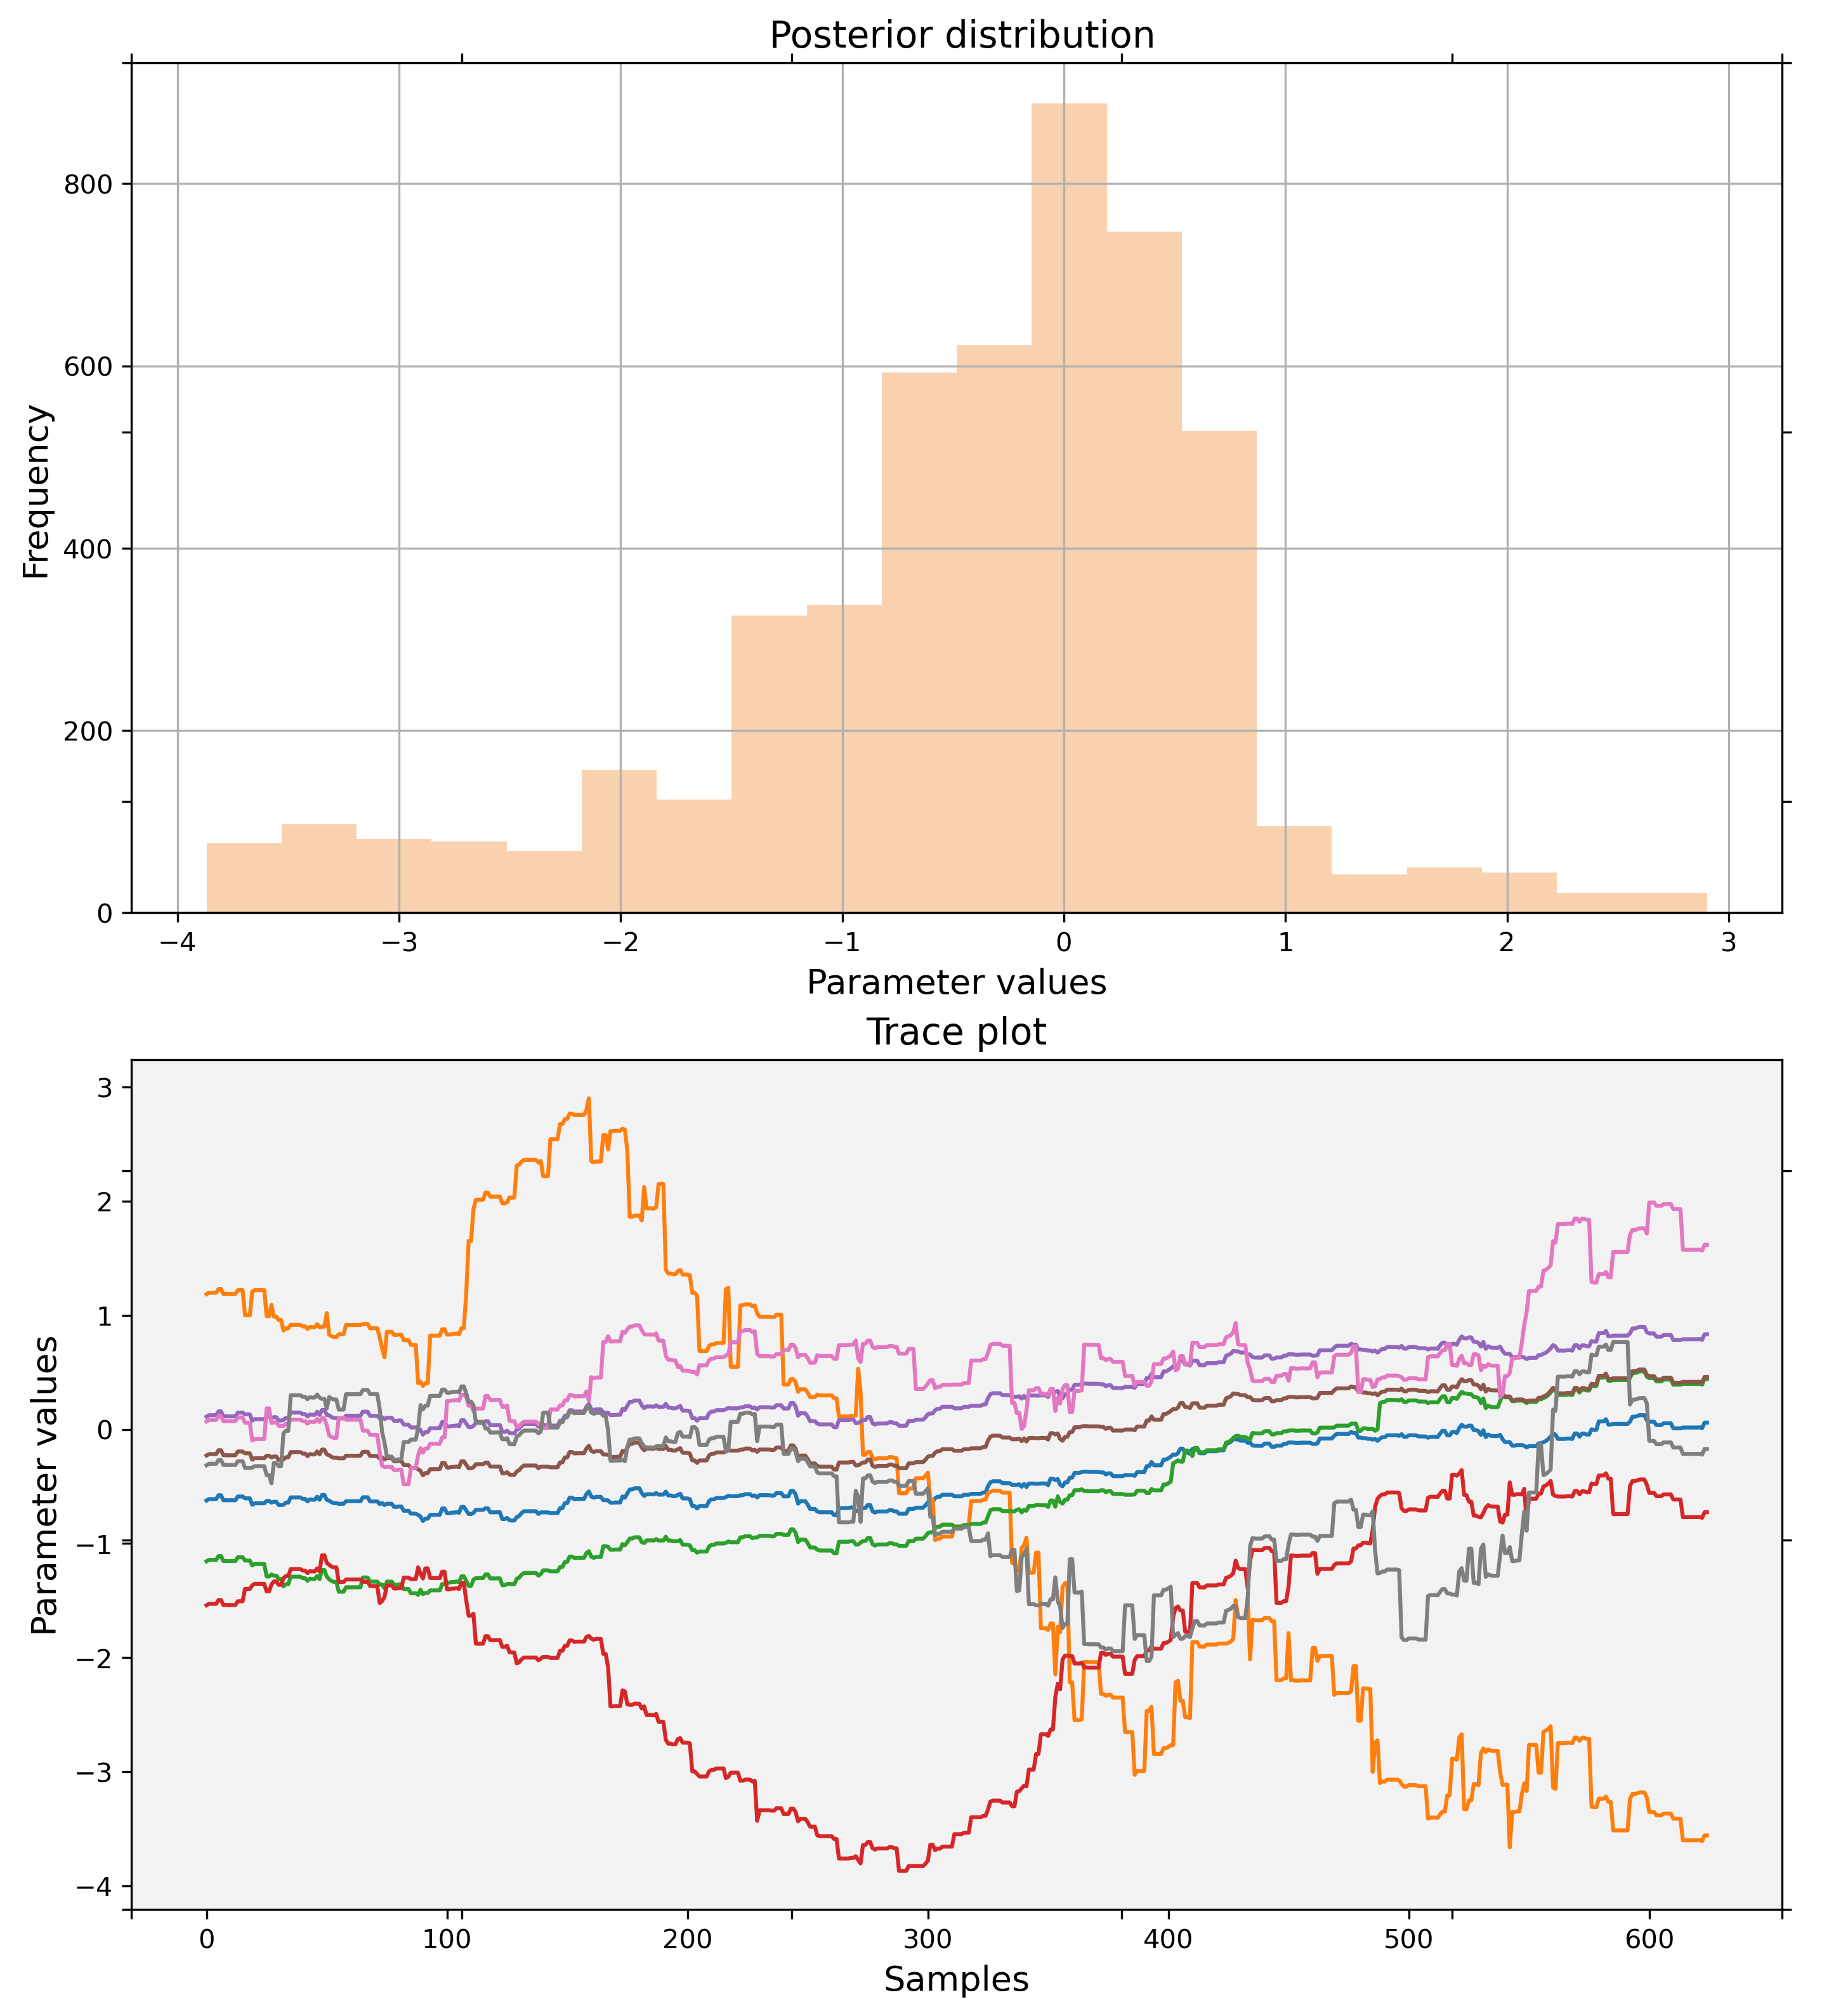 Posterior distribution
Frequency
800
600
400
200
0
−4 −3 −2 −1 0 1 2 3
Parameter values
Trace plot
Parameter values
3
2
1
0
−1
−2
−3
−4
0 100 200 300 400 500 600
Samples